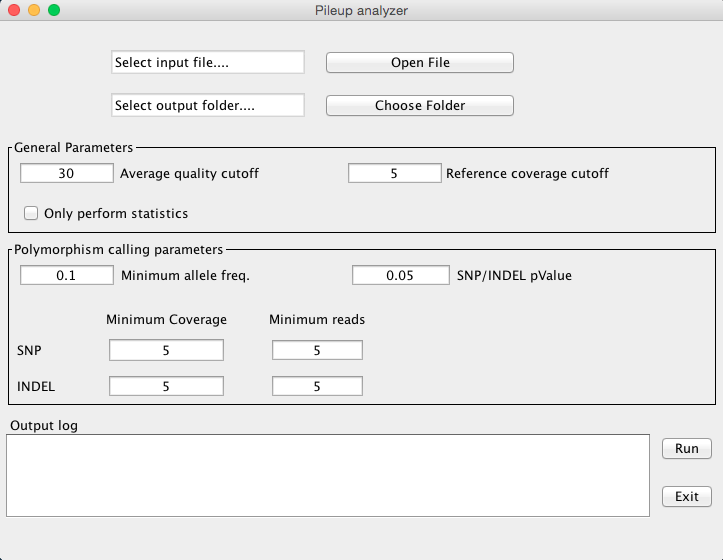 Pileup analyzer
Select input file.... Open File
Select output folder.... Choose Folder
General Parameters
30 Average quality cutoff 5 Reference coverage cutoff
Only perform statistics
Polymorphism calling parameters
0.1 Minimum allele freq. 0.05 SNP/INDEL pValue
Minimum Coverage Minimum reads
SNP 5 5
INDEL 5 5
Output log
Run
Exit